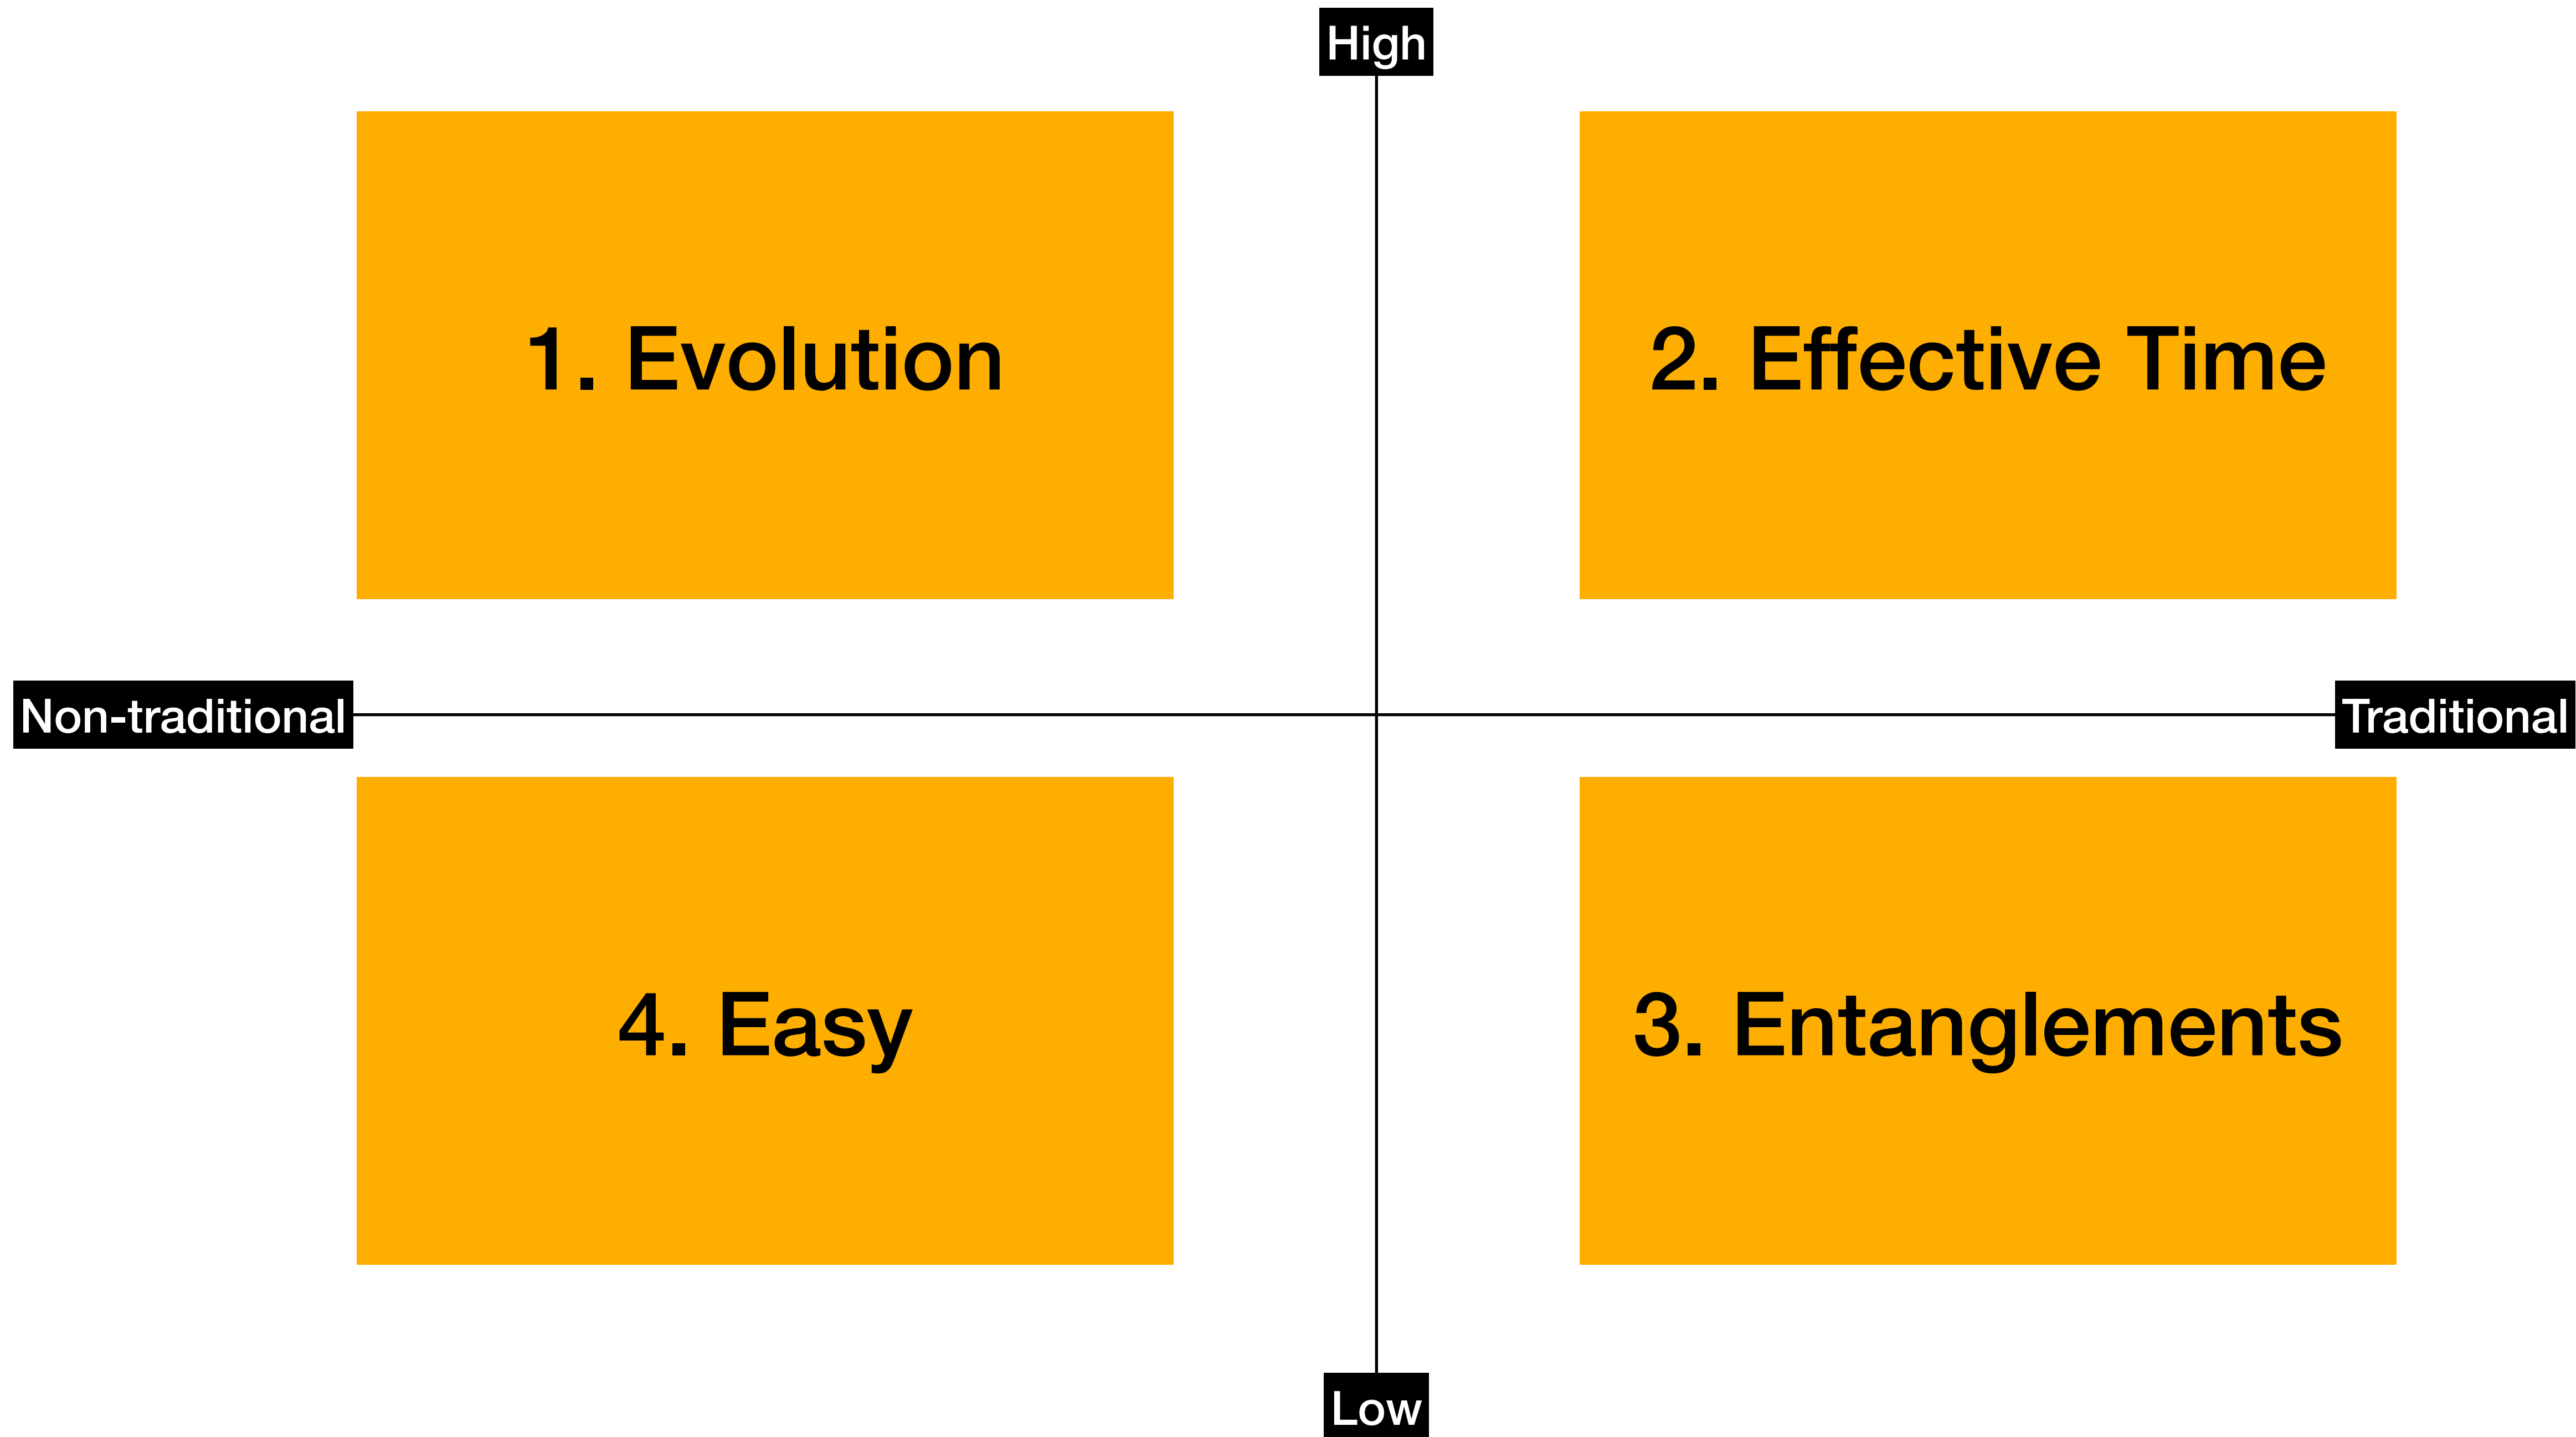 High
1. Evolution
2. Effective Time
Non-traditional
Traditional
4. Easy
3. Entanglements
Low